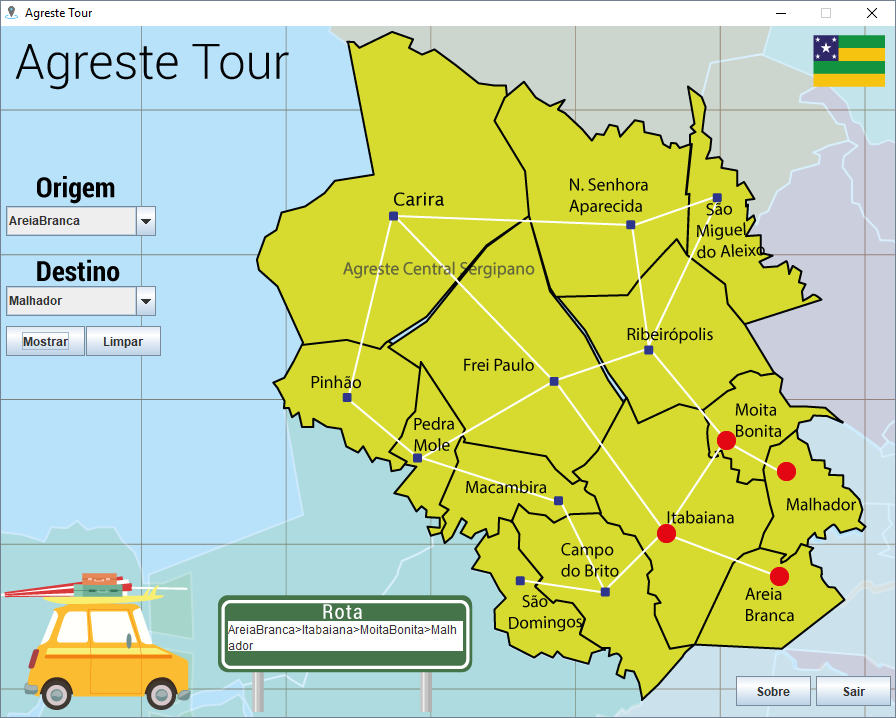 Agreste Tour
Agreste Tour
Origem
AreiaBranca
Destino
Malhador
Mostrar
Limpar
Carira
N. Senhora
Aparecida
São
Miguel
do Aleixo
Agreste Central Sergipano
Ribeirópolis
Frei Paulo
Pinhão
Pedra
Mole
Moita
Bonita
Macambira
Malhador
Itabaiana
Campo
do Brito
Areia
Branca
São
Domingos
Rota
AreiaBranca>Itabaiana>MoitaBonita>Malh
ador
Sobre
Sair